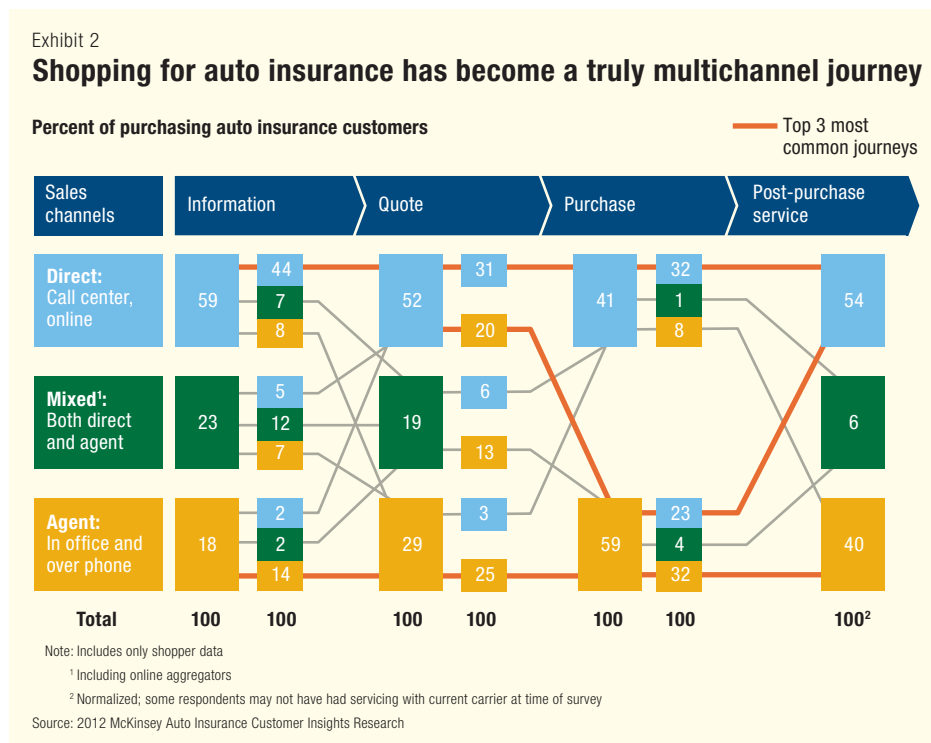 Exhibit 2
Shopping for auto insurance has become a truly multichannel journey
Percent of purchasing auto insurance customers
Top 3 most
common journeys
Sales
channels
Information
Quote
Purchase
Post-purchase
service
Direct:
Call center,
online
59
44
7
8
52
31
20
41
32
1
8
54
Mixed¹:
Both direct
and agent
23
5
12
7
19
6
13
6
Agent:
In office and
over phone
18
2
2
14
29
3
25
59
23
4
32
40
Total
100
100
100
100
100
100
100²
Note: Includes only shopper data
¹ Including online aggregators
² Normalized; some respondents may not have had servicing with current carrier at time of survey
Source: 2012 McKinsey Auto Insurance Customer Insights Research